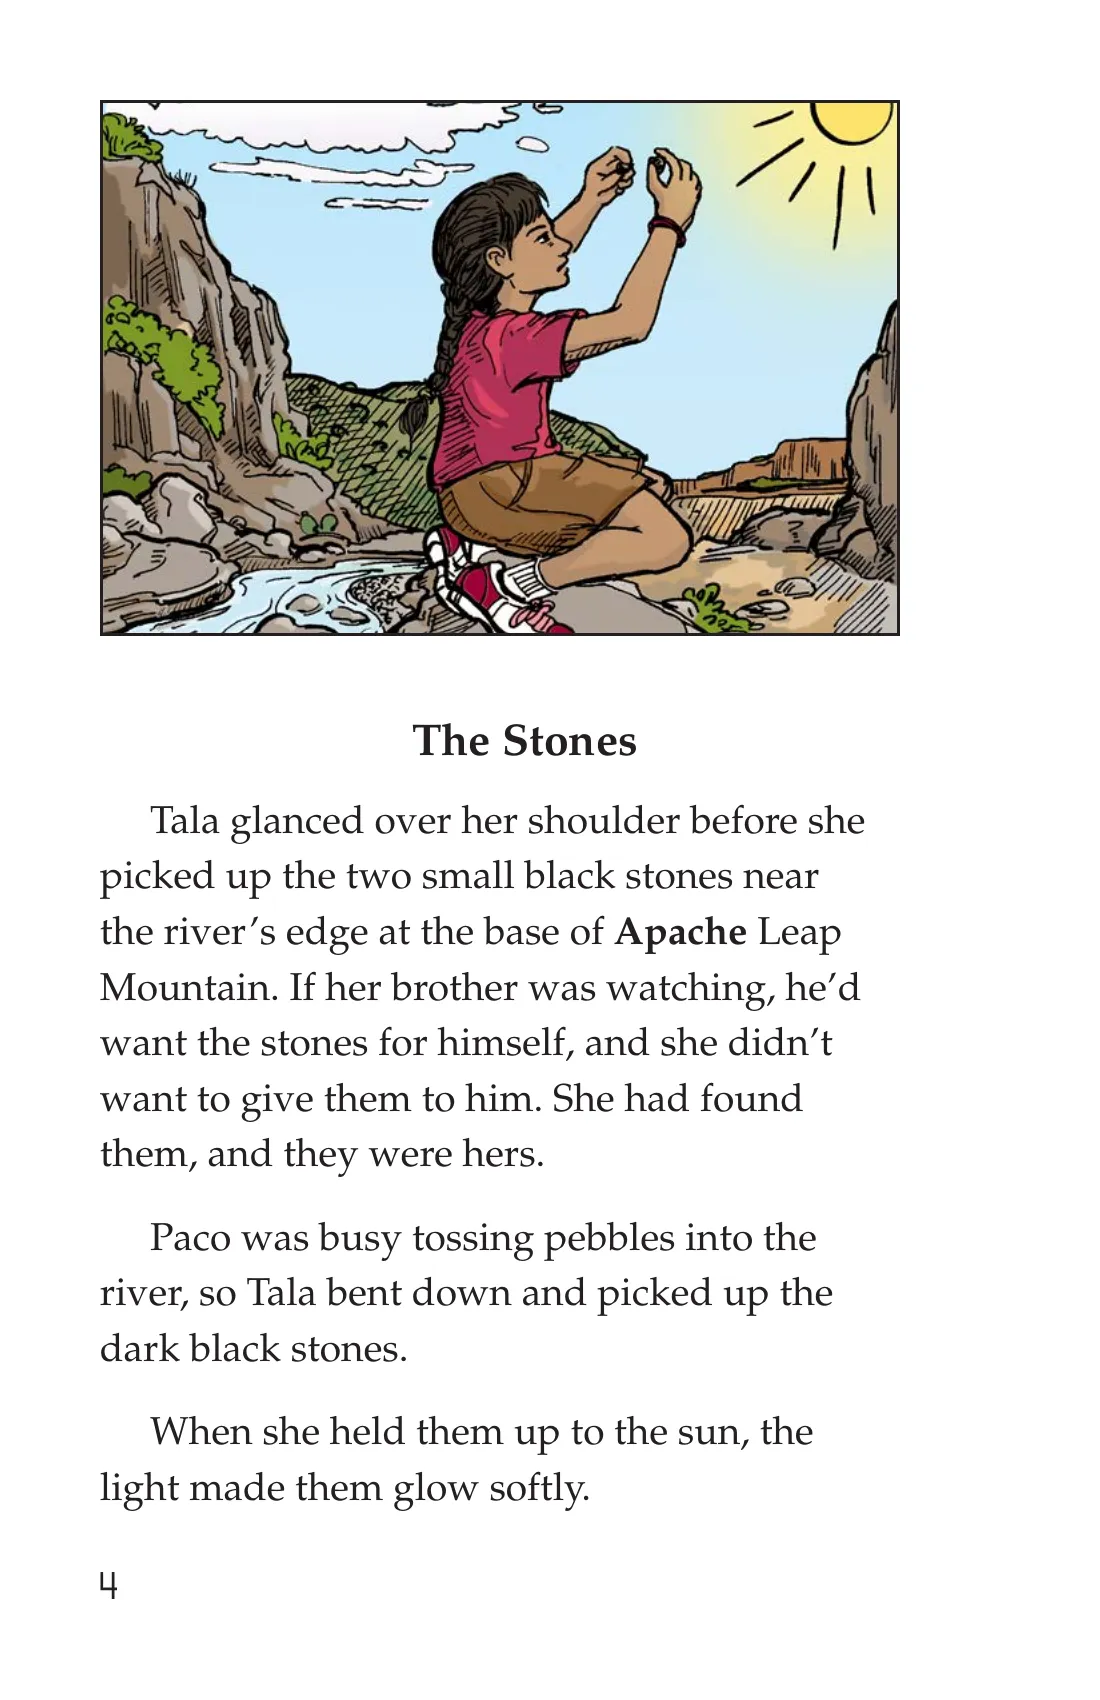 The Stones
Tala glanced over her shoulder before she
picked up the two small black stones near
the river’s edge at the base of Apache Leap
Mountain. If her brother was watching, he’d
want the stones for himself, and she didn’t
want to give them to him. She had found
them, and they were hers.
Paco was busy tossing pebbles into the
river, so Tala bent down and picked up the
dark black stones.
When she held them up to the sun, the
light made them glow softly.
4